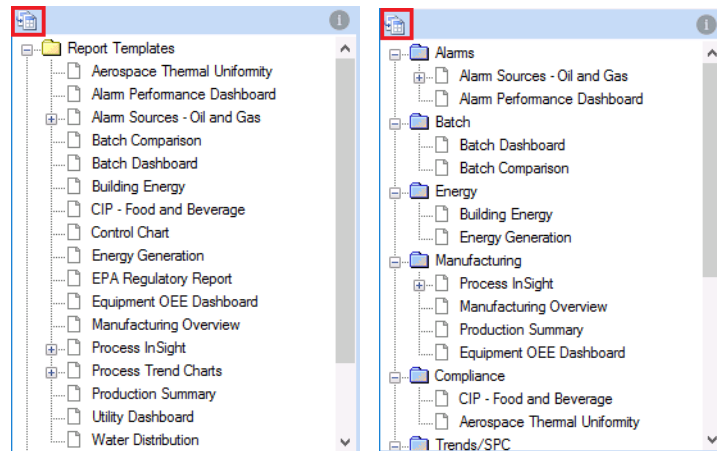 Report Templates
Aerospace Thermal Uniformity
Alarm Performance Dashboard
Alarm Sources - Oil and Gas
Batch Comparison
Batch Dashboard
Building Energy
CIP - Food and Beverage
Control Chart
Energy Generation
EPA Regulatory Report
Equipment OEE Dashboard
Manufacturing Overview
Process InSight
Process Trend Charts
Production Summary
Utility Dashboard
Water Distribution
Alarms
Alarm Sources - Oil and Gas
Alarm Performance Dashboard
Batch
Batch Dashboard
Batch Comparison
Energy
Building Energy
Energy Generation
Manufacturing
Process InSight
Manufacturing Overview
Production Summary
Equipment OEE Dashboard
Compliance
CIP - Food and Beverage
Aerospace Thermal Uniformity
Trends/SPC